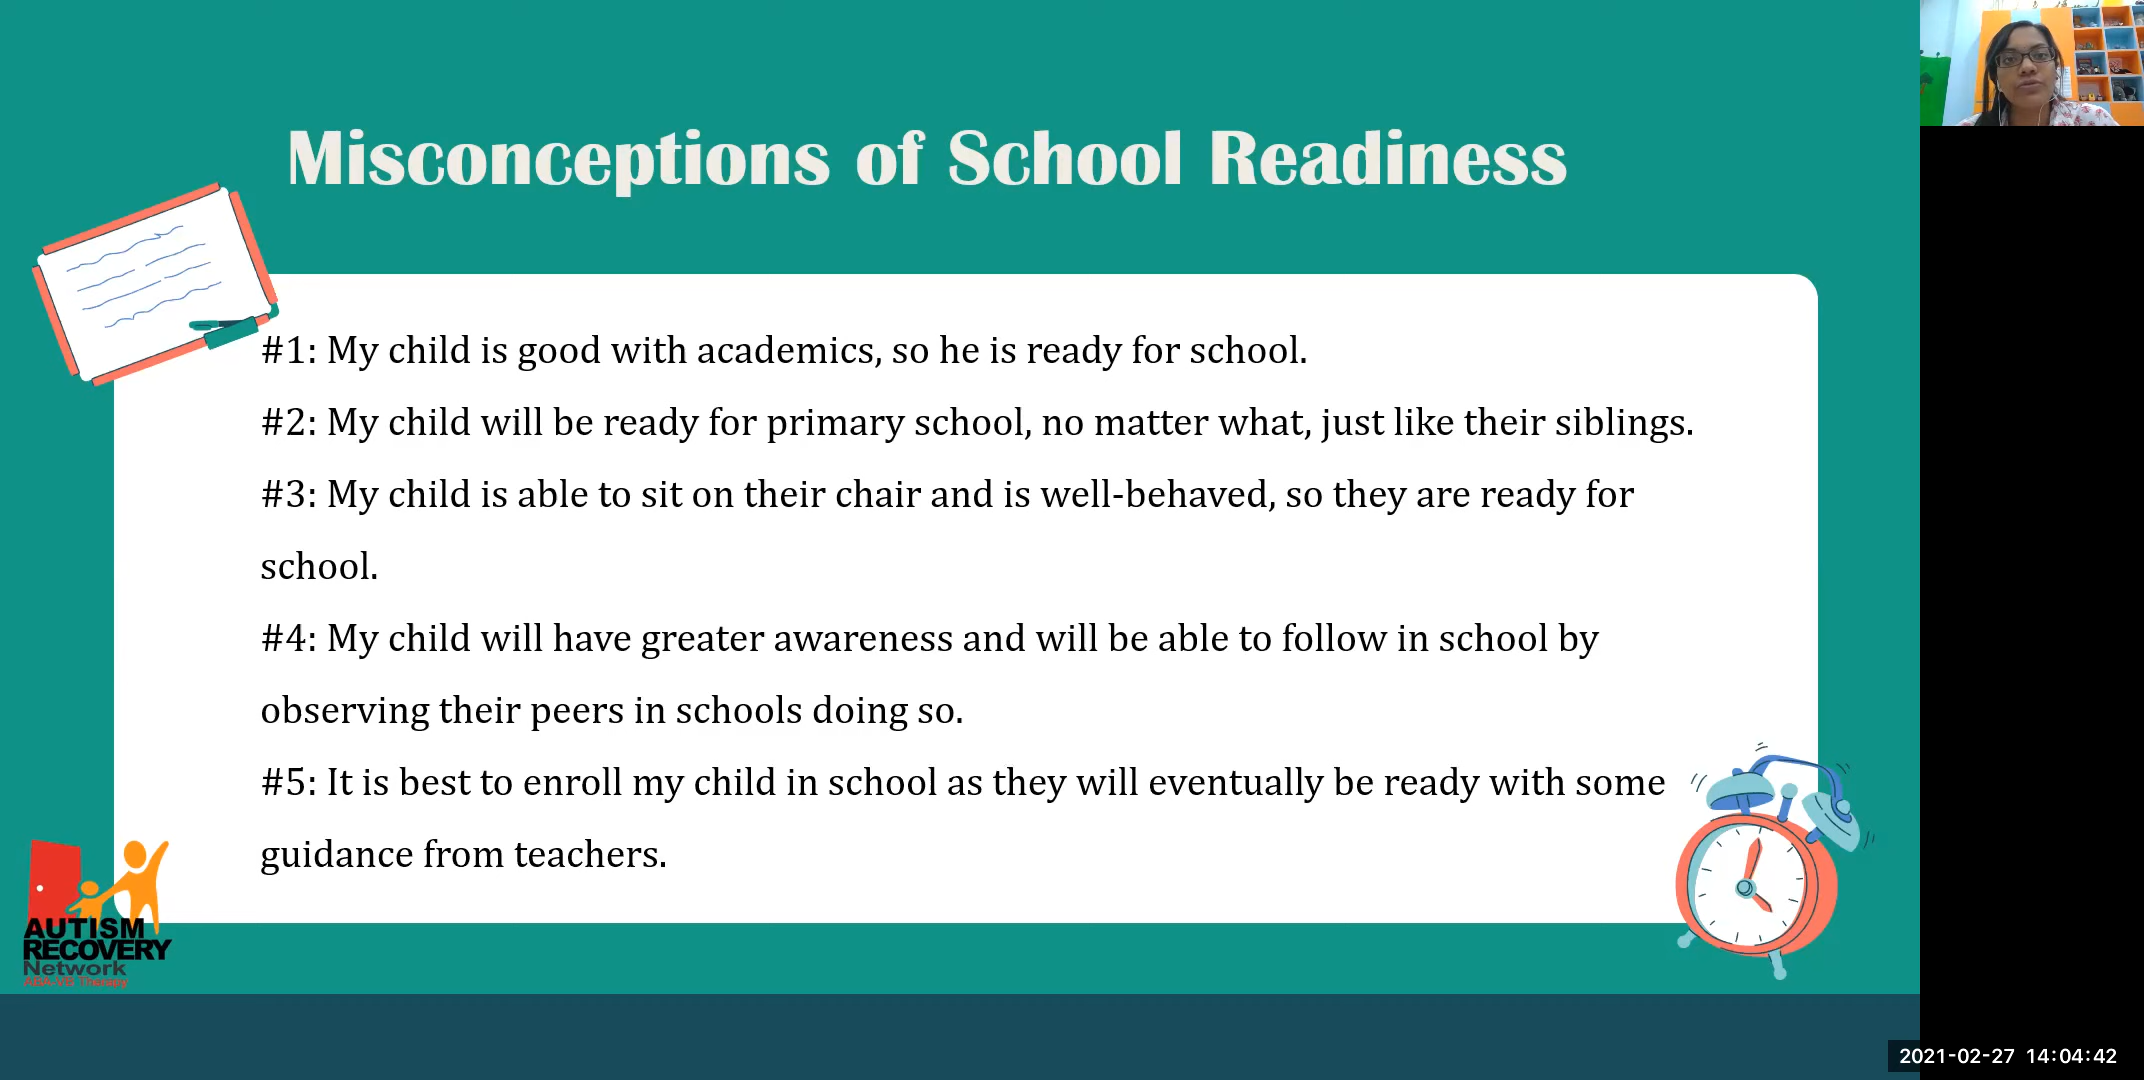 Misconceptions of School Readiness
#1: My child is good with academics, so he is ready for school.
#2: My child will be ready for primary school, no matter what, just like their siblings.
#3: My child is able to sit on their chair and is well-behaved, so they are ready for
school.
#4: My child will have greater awareness and will be able to follow in school by
observing their peers in schools doing so.
#5: It is best to enroll my child in school as they will eventually be ready with some
guidance from teachers.
AUTISM
RECOVERY
Network
ABA-VB Therapy
2021-02-27 14:04:42